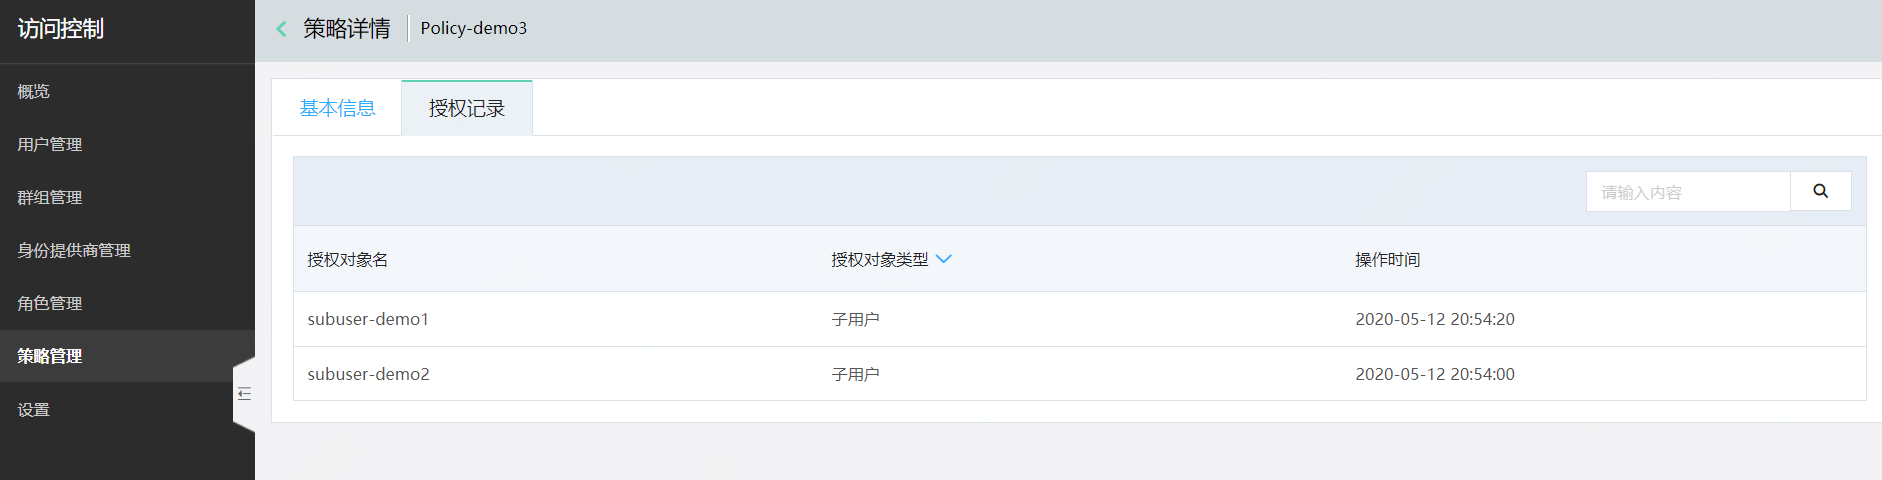 访问控制
概览
用户管理
群组管理
身份提供商管理
角色管理
策略管理
设置
策略详情 Policy-demo3
基本信息 授权记录
请输入内容
授权对象名 授权对象类型 操作时间
subuser-demo1 子用户 2020-05-12 20:54:20
subuser-demo2 子用户 2020-05-12 20:54:00